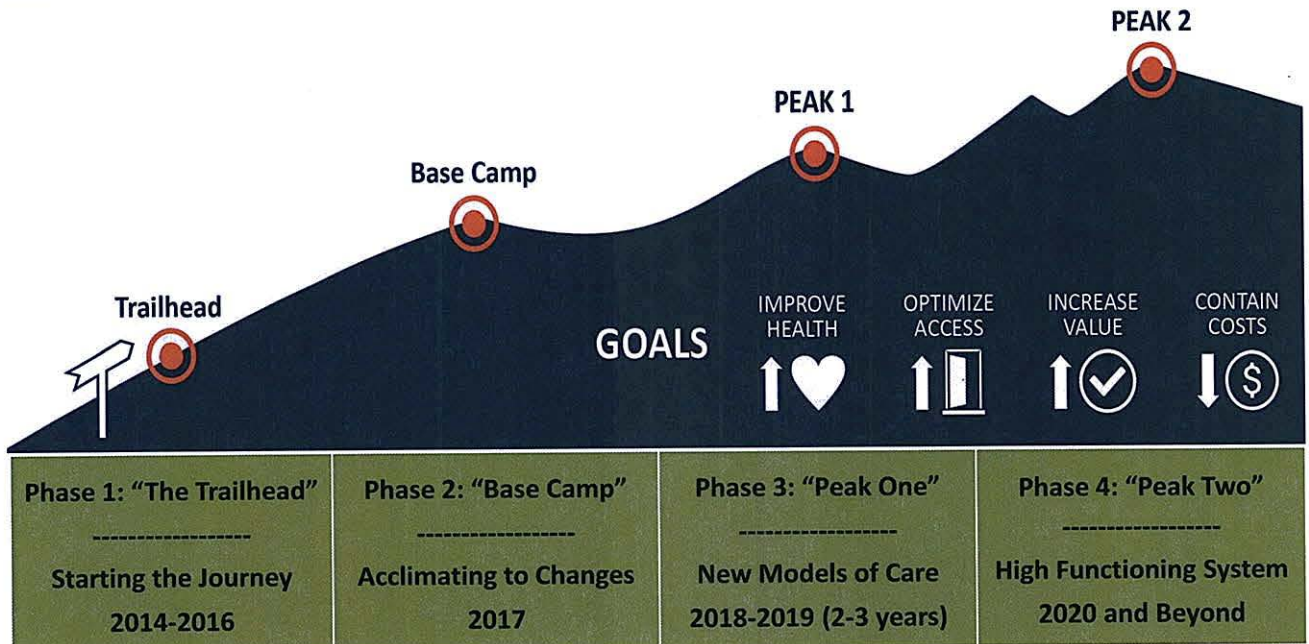 PEAK 2
PEAK 1
Base Camp
Trailhead
GOALS
IMPROVE
HEALTH
OPTIMIZE
ACCESS
INCREASE
VALUE
CONTAIN
COSTS
$
Phase 1: “The Trailhead”
------------------
Starting the Journey
2014-2016
Phase 2: “Base Camp”
------------------
Acclimating to Changes
2017
Phase 3: “Peak One”
------------------
New Models of Care
2018-2019 (2-3 years)
Phase 4: “Peak Two”
------------------
High Functioning System
2020 and Beyond